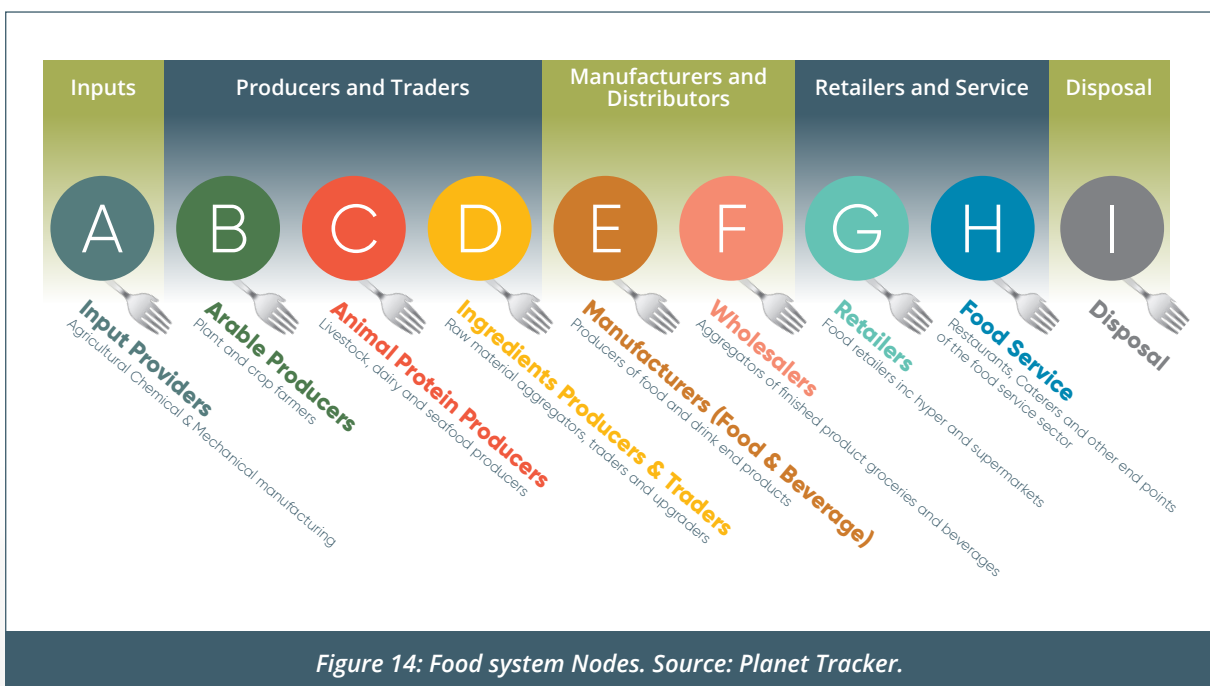 Inputs
Producers and Traders
Manufacturers and
Distributors
Retailers and Service
Disposal
A
B
C
D
E
F
G
H
I
Input Providers
Agricultural Chemical & Mechanical manufacturing
Arable Producers
Plant and crop farmers
Animal Protein Producers
Livestock, dairy and seafood producers
Ingredients Producers & Traders
Raw material aggregators, traders and upgraders
Manufacturers (Food & Beverage)
Producers of food and drink end products
Wholesalers
Aggregators of finished product groceries and beverages
Retailers
Food retailers inc hyper and supermarkets
Food Service
Restaurants, Caterers and other end points
of the food service sector
Disposal
Figure 14: Food system Nodes. Source: Planet Tracker.